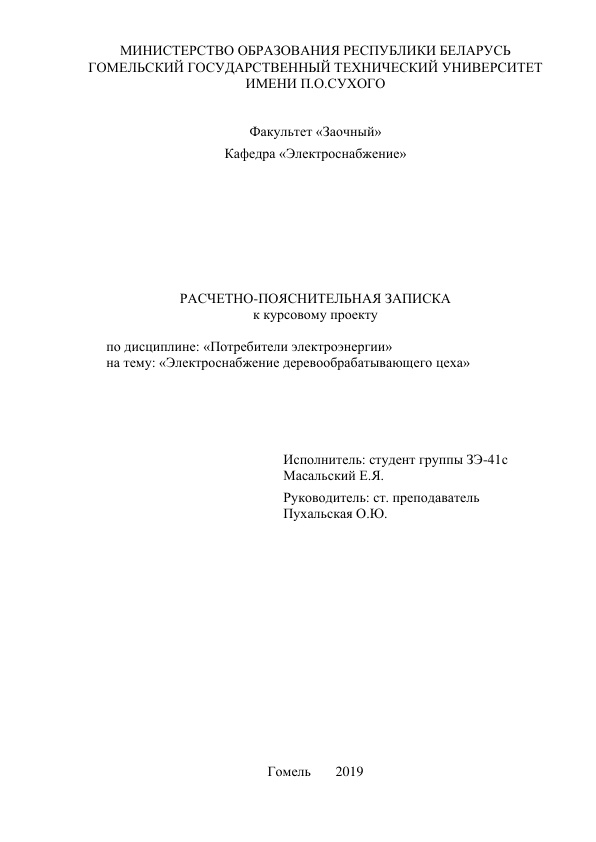 МИНИСТЕРСТВО ОБРАЗОВАНИЯ РЕСПУБЛИКИ БЕЛАРУСЬ
ГОМЕЛЬСКИЙ ГОСУДАРСТВЕННЫЙ ТЕХНИЧЕСКИЙ УНИВЕРСИТЕТ
ИМЕНИ П.О.СУХОГО
Факультет «Заочный»
Кафедра «Электроснабжение»
РАСЧЕТНО-ПОЯСНИТЕЛЬНАЯ ЗАПИСКА
к курсовому проекту
по дисциплине: «Потребители электроэнергии»
на тему: «Электроснабжение деревообрабатывающего цеха»
Исполнитель: студент группы ЗЭ-41с
Масальский Е.Я.
Руководитель: ст. преподаватель
Пухальская О.Ю.
Гомель 2019